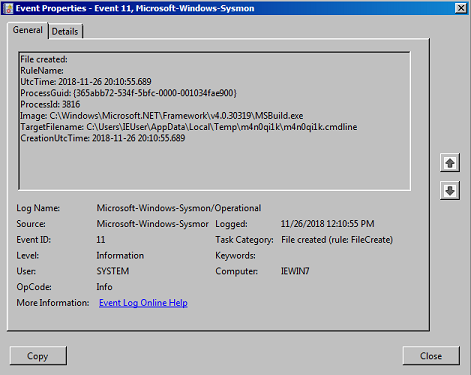 Event Properties - Event 11, Microsoft-Windows-Sysmon
General Details
File created:
RuleName:
UtcTime: 2018-11-26 20:10:55.689
ProcessGuid: {365abb72-534f-5bfc-0000-001034fae900}
ProcessId: 3816
Image: C:\Windows\Microsoft.NET\Framework\v4.0.30319\MSBuild.exe
TargetFilename: C:\Users\IEUser\AppData\Local\Temp\m4n0qi1k\m4n0qi1k.cmdline
CreationUtcTime: 2018-11-26 20:10:55.689
Log Name: Microsoft-Windows-Sysmon/Operational
Source: Microsoft-Windows-Sysmor Logged: 11/26/2018 12:10:55 PM
Event ID: 11 Task Category: File created (rule: FileCreate)
Level: Information Keywords:
User: SYSTEM Computer: IEWIN7
OpCode: Info
More Information: Event Log Online Help
Copy Close